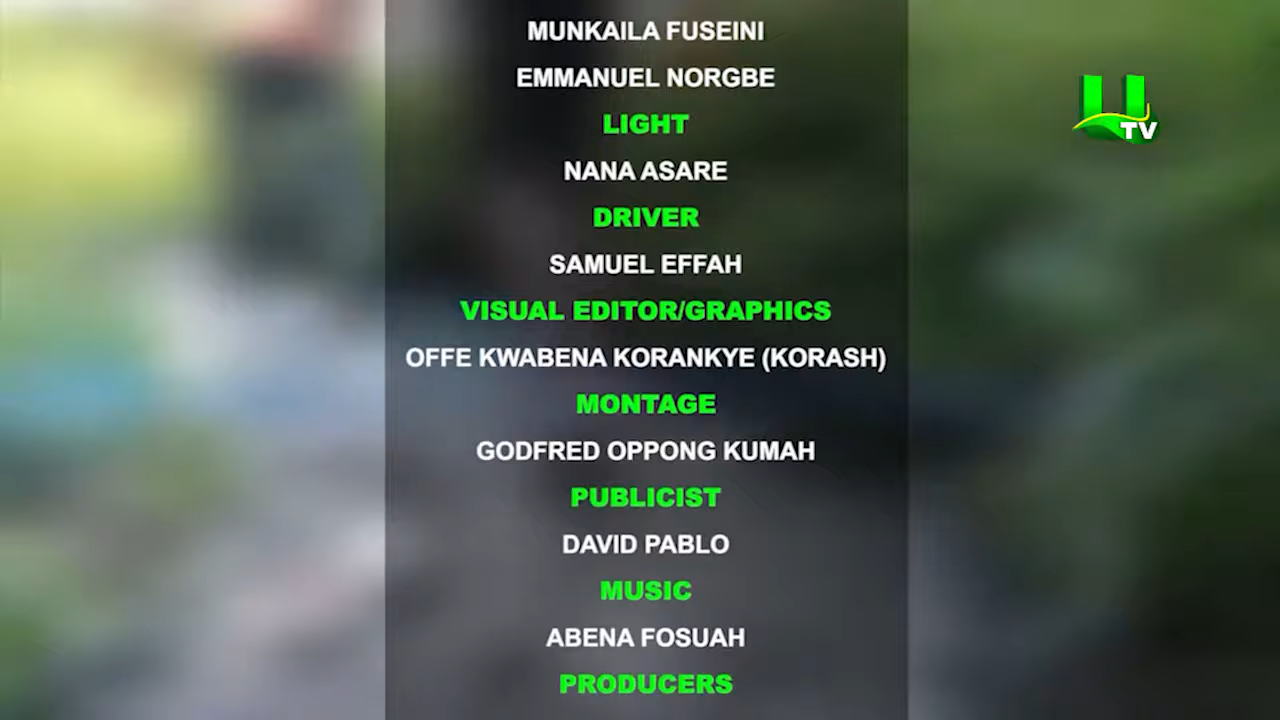 MUNKAILA FUSEINI
EMMANUEL NORGBE
LIGHT
NANA ASARE
DRIVER
SAMUEL EFFAH
VISUAL EDITOR/GRAPHICS
OFFE KWABENA KORANKYE (KORASH)
MONTAGE
GODFRED OPPONG KUMAH
PUBLICIST
DAVID PABLO
MUSIC
ABENA FOSUAH
PRODUCERS
U TV